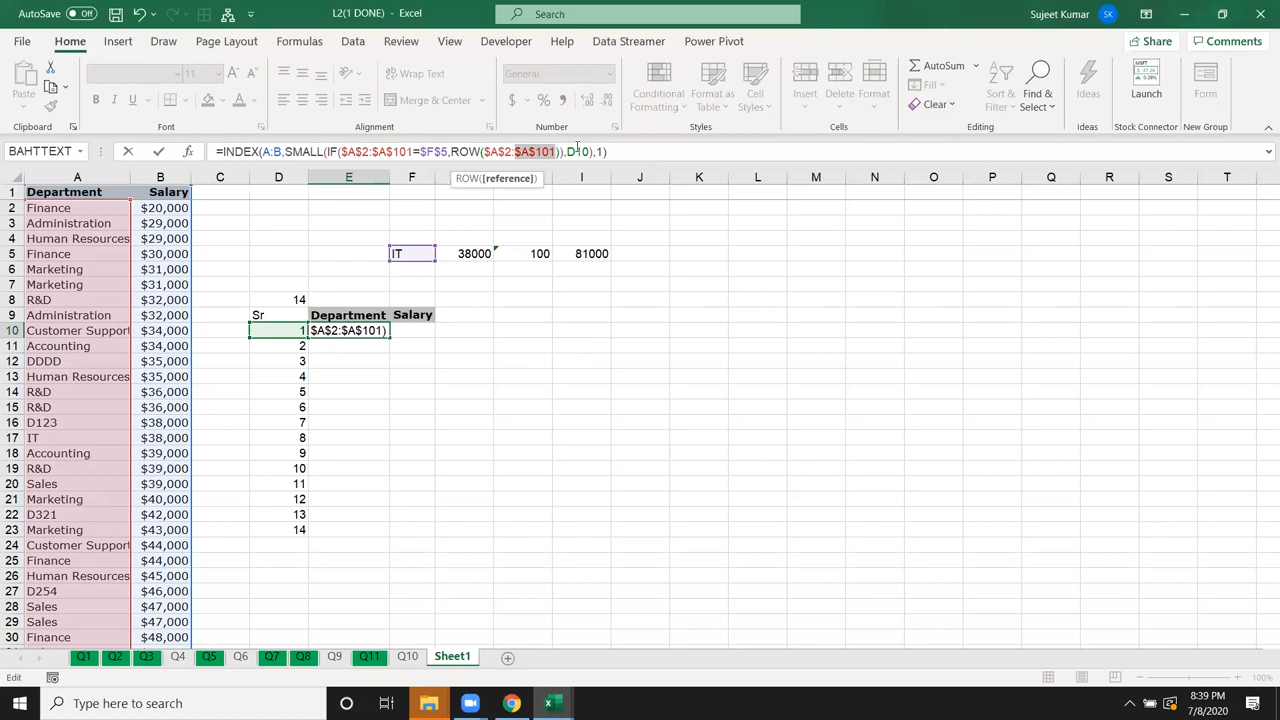 AutoSave Off L2(1 DONE) - Excel Search Sujeet Kumar SK
File Home Insert Draw Page Layout Formulas Data Review View Developer Help Data Streamer Power Pivot Share Comments
Paste 11 Wrap Text General Conditional Formatting Format as Table Cell Styles Insert Delete Format AutoSum Sort & Filter Find & Select Ideas Launch Form
B I U Merge & Center $ % Fill
Clear
Clipboard Font Alignment Number Styles Cells Editing Ideas New Group
BAHTTEXT =INDEX(A:B,SMALL(IF($A$2:$A$101=$F$5,ROW($A$2:$A$101)),D10),1)
ROW([reference])
A B C D E F H I J K L M N O P Q R S T
1 Department Salary
2 Finance $20,000
3 Administration $29,000
4 Human Resources $29,000
5 Finance $30,000 IT 38000 100 81000
6 Marketing $31,000
7 Marketing $31,000
8 R&D $32,000 14
9 Administration $32,000 Sr Department Salary
10 Customer Support $34,000 1 $A$2:$A$101)
11 Accounting $34,000 2
12 DDDD $35,000 3
13 Human Resources $35,000 4
14 R&D $36,000 5
15 R&D $36,000 6
16 D123 $38,000 7
17 IT $38,000 8
18 Accounting $39,000 9
19 R&D $39,000 10
20 Sales $39,000 11
21 Marketing $40,000 12
22 D321 $42,000 13
23 Marketing $43,000 14
24 Customer Support $44,000
25 Finance $44,000
26 Human Resources $45,000
27 D254 $46,000
28 Sales $47,000
29 Sales $47,000
30 Finance $48,000
Q1 Q2 Q3 Q4 Q5 Q6 Q7 Q8 Q9 Q11 Q10 Sheet1
Edit 100%
Type here to search 8:39 PM
7/8/2020